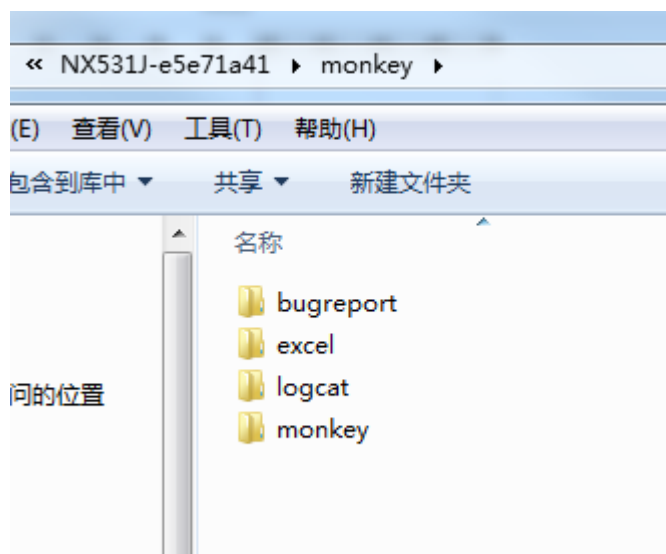 « NX531J-e5e71a41 ▸ monkey ▸
(E) 查看(V) 工具(T) 帮助(H)
包含到库中 ▼ 共享 ▼ 新建文件夹
名称
bugreport
excel
logcat
问的位置
monkey